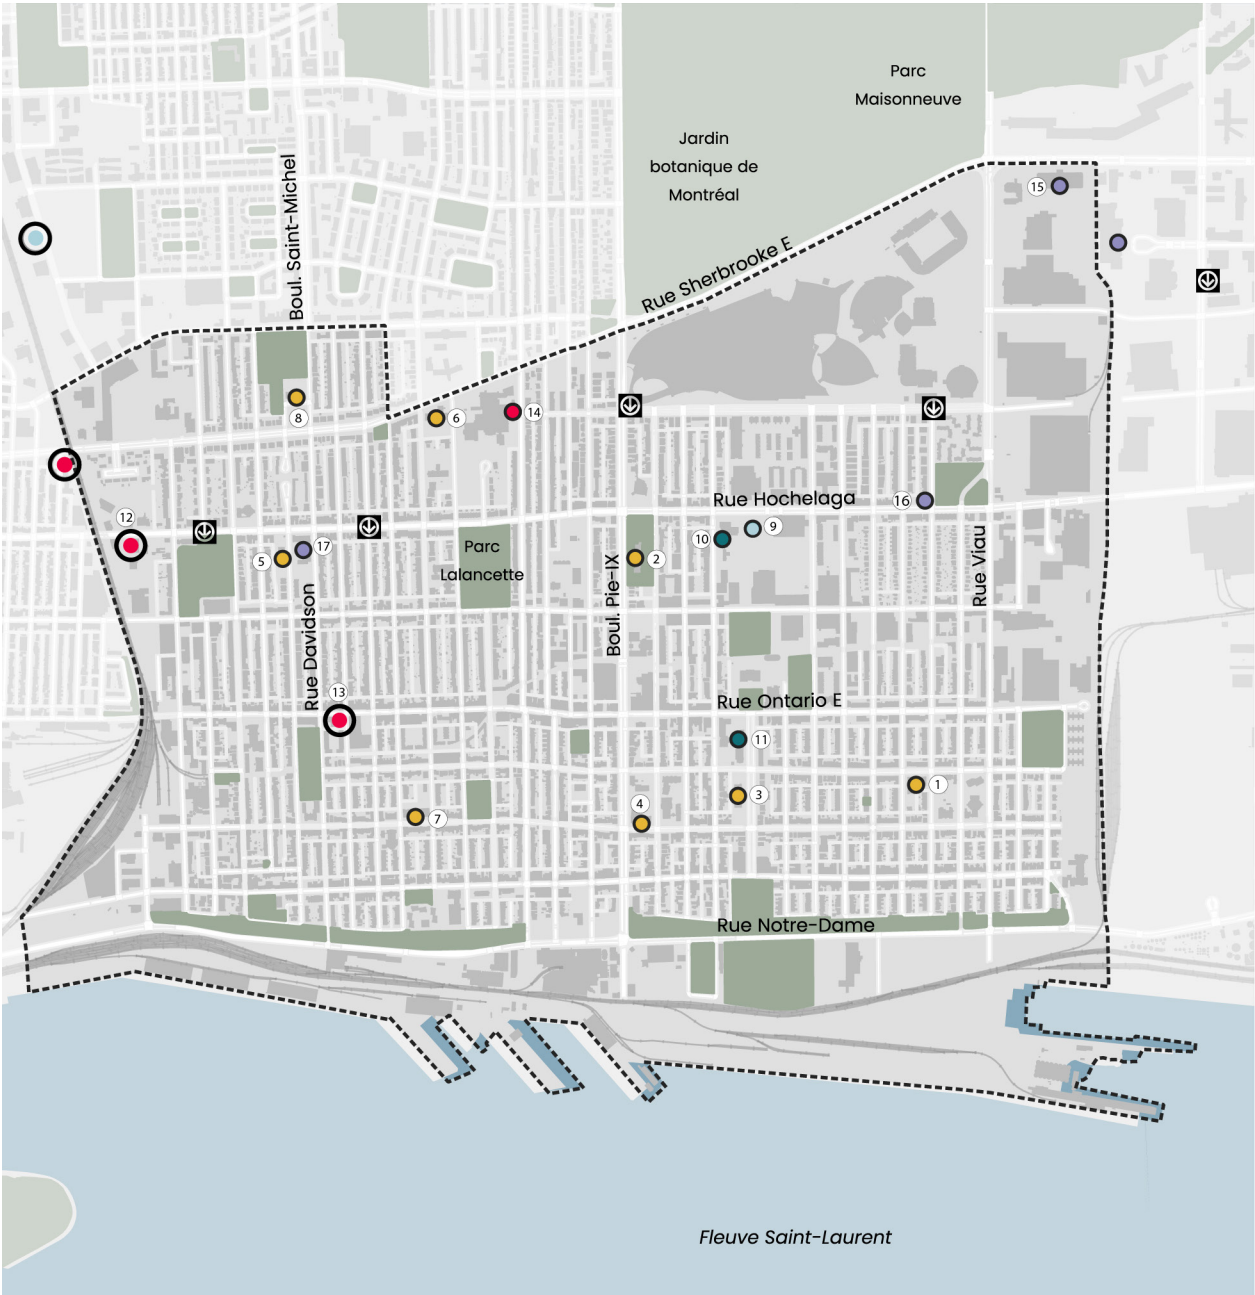 Parc
Maisonneuve
Jardin
botanique de
Montréal
Boul. Saint-Michel
15
Rue Sherbrooke E
8
6
14
Rue Hochelaga
16
12
9
10
5
17
Parc
Lalancette
2
Boul. Pie-IX
Rue Viau
Rue Davidson
13
Rue Ontario E
11
1
3
4
7
Rue Notre-Dame
Fleuve Saint-Laurent